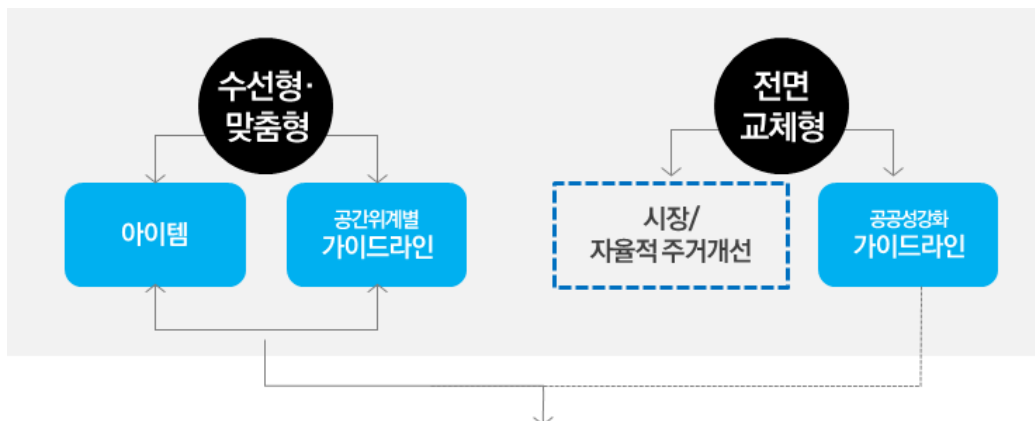 수선형·
맞춤형
전면
교체형
아이템
공간위계별
가이드라인
시장/
자율적 주거개선
공공성강화
가이드라인